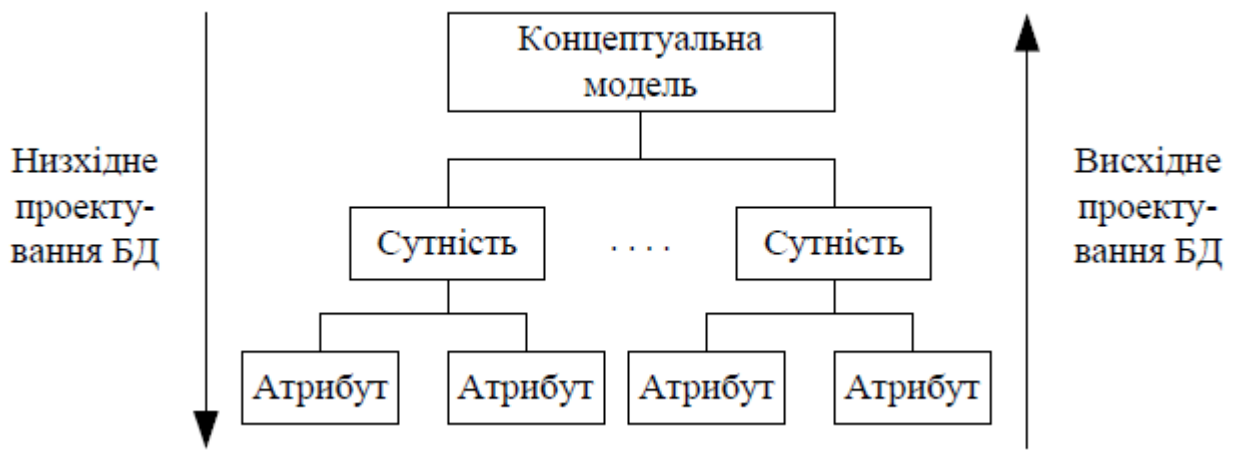 Концептуальна
модель
Низхідне
проекту-
вання БД
Висхідне
проекту-
вання БД
Сутність
. . . .
Сутність
Атрибут
Атрибут
Атрибут
Атрибут